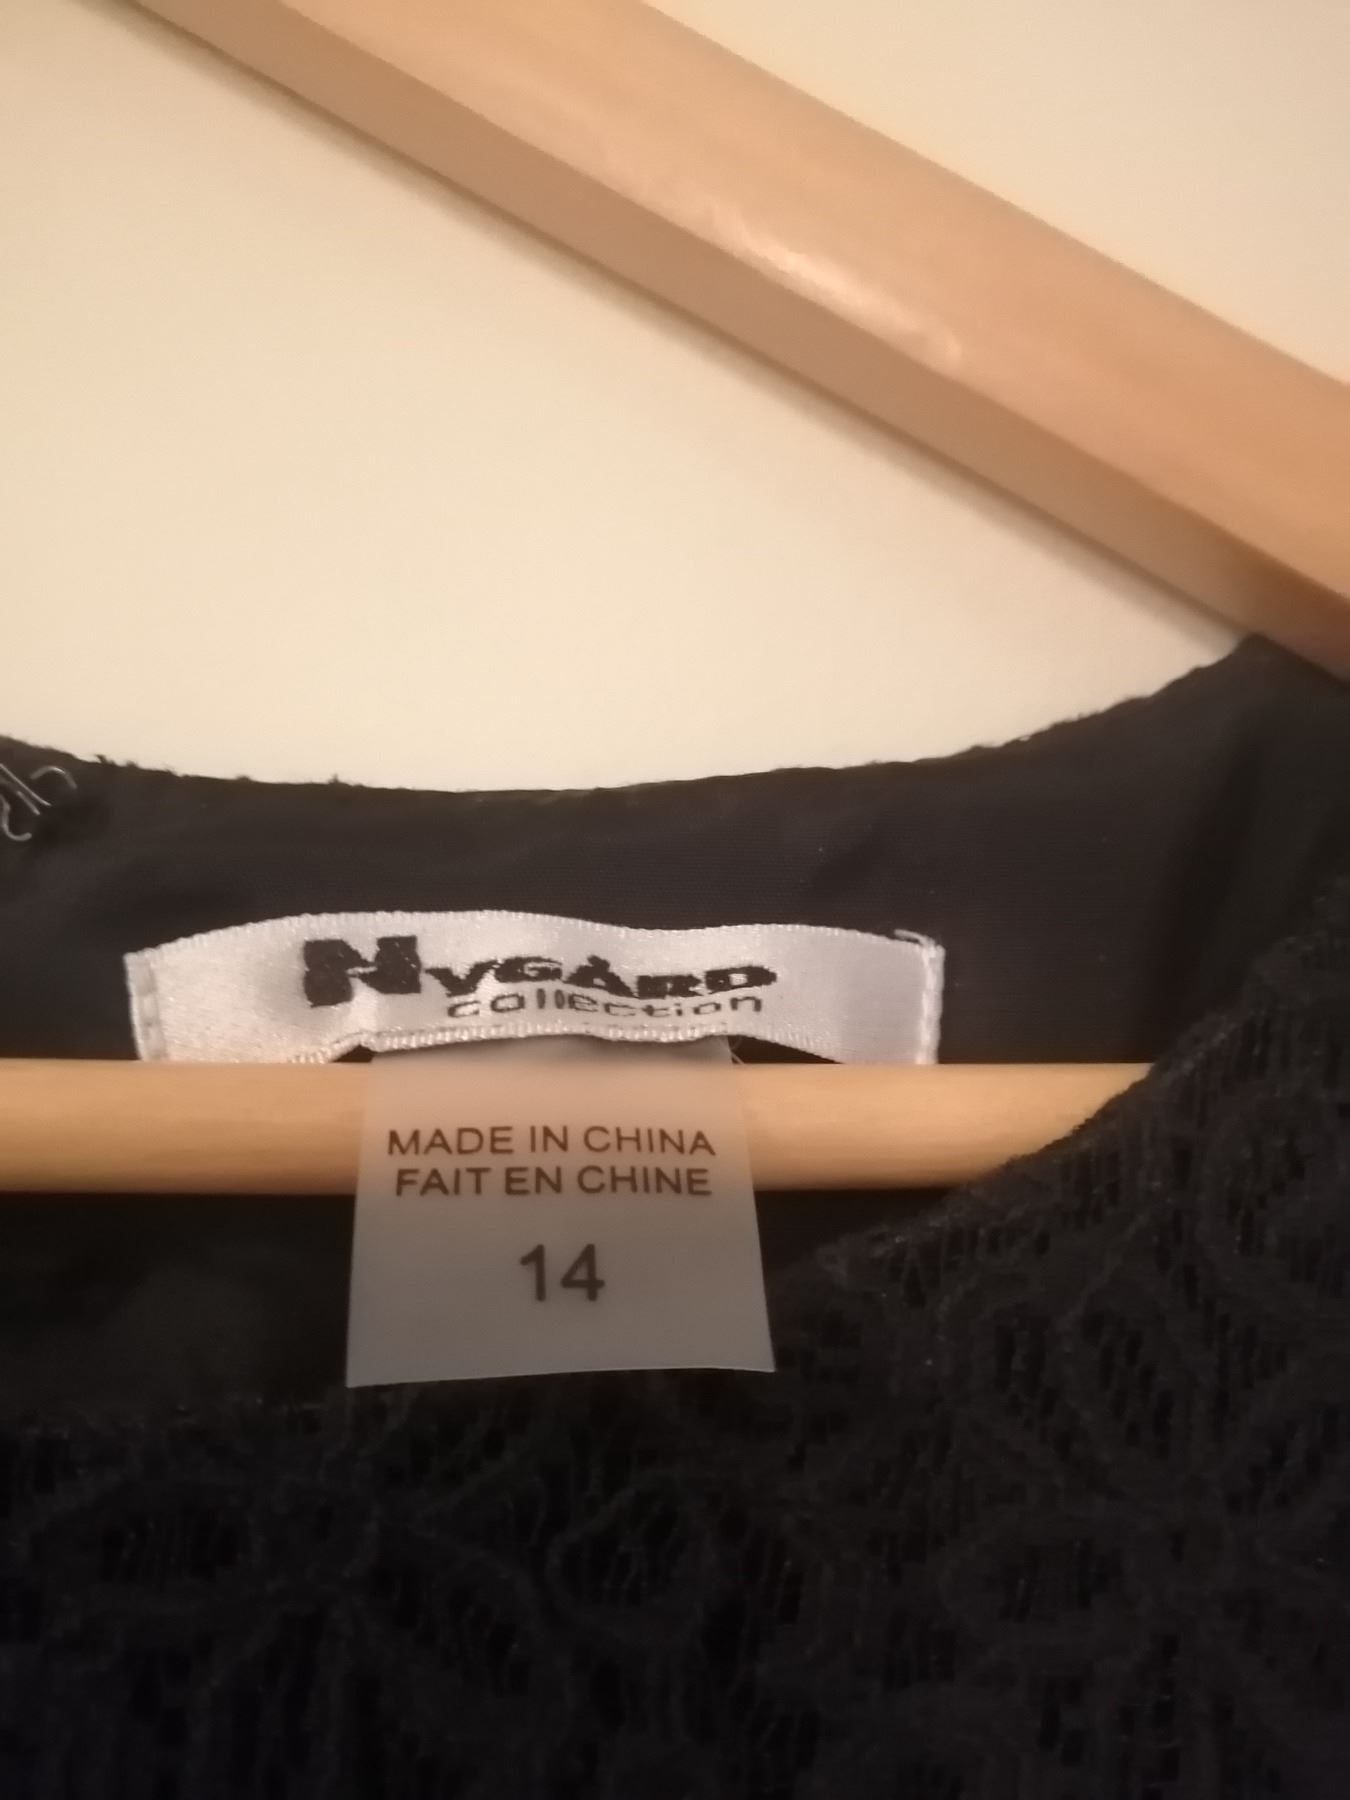 NYGÅRD
collection
MADE IN CHINA
FAIT EN CHINE
14